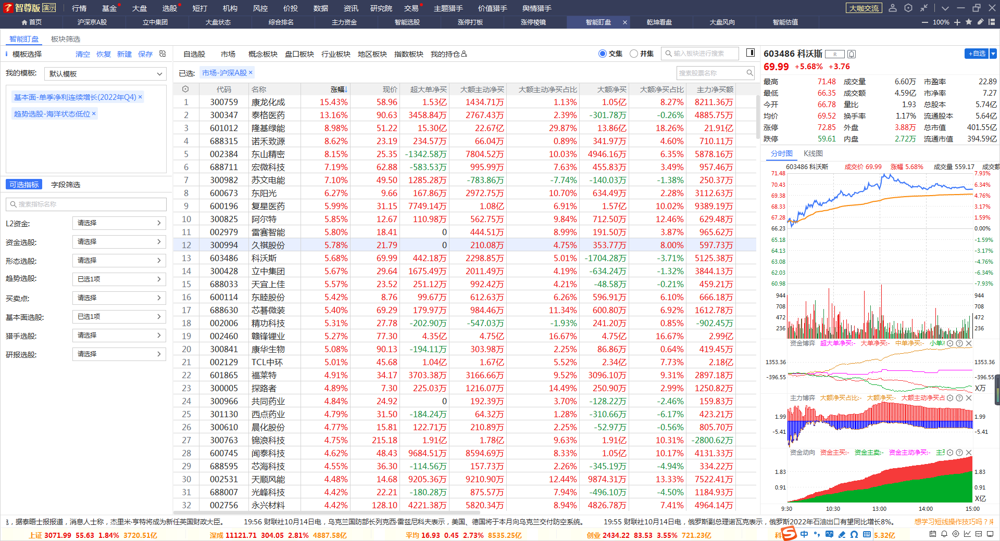 智尊版 演示 行情 基金 大盘 选股 短打 机构 风控 价投 数据 资讯 研究院 交易 主题猎手 价值猎手 舆情猎手 大咖交流
首页 沪深京A股 立中集团 大盘状态 综合排名 主力资金 智能选股 涨停打板 涨停棱镜 智能盯盘 × 乾坤看盘 大盘风向 智能估值 100%
智能盯盘 板块筛选
模板选择 清空 恢复 新建 保存
我的模板: 默认模板
基本面-单季净利连续增长(2022年Q4) ×
趋势选股-海洋状态低位 ×
可选指标 字段筛选
搜索指标名称
L2资金: 请选择
资金选股: 请选择
形态选股: 请选择
趋势选股: 已选1项
买卖点: 请选择
基本面选股: 已选1项
猎手选股: 请选择
研报选股: 请选择
自选股 市场 概念板块 盘口板块 行业板块 地区板块 指数板块 我的持仓 交集 并集 输入板块进行搜索
已选: 市场-沪深A股 × 搜索股票名称
代码 名称 涨幅↓ 现价 超大单净买 大额主动净买 大额主动净买占比 大额净买 大额净买占比 主力净买额
1 300759 康龙化成 15.43% 58.96 1.53亿 1434.71万 1.13% 1.05亿 8.27% 8211.36万
2 300347 泰格医药 13.16% 90.63 3458.84万 2767.43万 2.39% -301.78万 -0.26% 4885.75万
3 601012 隆基绿能 8.98% 51.22 15.30亿 22.67亿 29.87% 13.86亿 18.26% 21.91亿
4 688315 诺禾致源 8.62% 23.19 234.57万 66.04万 0.89% 341.97万 4.60% 710.11万
5 002384 东山精密 8.15% 25.35 -1342.58万 7804.52万 10.03% 4946.16万 6.35% 5878.16万
6 688711 宏微科技 7.19% 62.88 -583.53万 995.99万 7.63% 455.83万 3.49% 957.46万
7 300982 苏文电能 7.10% 49.50 1285.28万 -783.86万 -7.74% -140.03万 -1.38% 250.37万
8 600673 东阳光 6.27% 9.66 167.86万 2972.75万 10.70% 634.49万 2.28% 3112.63万
9 600196 复星医药 5.99% 31.15 7749.14万 1.08亿 6.91% 1.57亿 10.02% 9389.19万
10 300825 阿尔特 5.85% 12.67 110.98万 562.75万 9.84% 712.50万 12.46% 629.48万
11 002979 雷赛智能 5.80% 18.41 0 444.51万 8.99% 191.50万 3.87% 965.62万
12 300994 久祺股份 5.78% 21.79 0 210.08万 4.75% 353.77万 8.00% 597.73万
13 603486 科沃斯 5.68% 69.99 442.18万 2298.85万 5.01% -1704.28万 -3.71% 5125.38万
14 300428 立中集团 5.67% 29.64 1675.49万 2011.49万 4.19% -634.24万 -1.32% 3844.13万
15 688033 天宜上佳 5.57% 23.52 251.12万 992.42万 4.21% -48.58万 -0.21% 459.21万
16 600114 东睦股份 5.42% 8.76 99.67万 612.63万 6.26% 596.91万 6.10% 666.18万
17 688630 芯碁微装 5.40% 69.29 179.97万 984.46万 11.34% 600.80万 6.92% 1612.78万
18 002006 精功科技 5.31% 27.78 -202.90万 -547.03万 -1.93% 241.20万 0.85% -902.45万
19 002460 赣锋锂业 5.27% 77.30 4.35亿 4.75亿 16.67% 4.75亿 16.67% 2.99亿
20 300841 康华生物 5.08% 90.13 -194.11万 303.98万 2.25% 86.86万 0.64% 419.45万
21 002129 TCL中环 5.01% 45.68 1.04亿 1.67亿 5.52% 2.34亿 7.73% 2.18亿
22 601865 福莱特 4.91% 34.17 3703.38万 3166.66万 9.52% 3096.10万 9.31% 2897.18万
23 300005 探路者 4.89% 7.30 225.03万 1216.07万 14.49% 250.90万 2.99% 1250.82万
24 300966 共同药业 4.84% 24.92 0 192.39万 3.70% -128.22万 -2.46% 159.83万
25 301130 西点药业 4.79% 31.50 -184.24万 64.32万 1.28% -310.66万 -6.17% 423.21万
26 300610 晨化股份 4.77% 15.81 122.71万 210.89万 2.25% -52.97万 -0.56% 805.70万
27 300763 锦浪科技 4.75% 215.18 1.91亿 1.78亿 9.63% 1.91亿 10.31% -2800.62万
28 600745 闻泰科技 4.62% 48.43 9684.51万 8594.69万 8.33% 1.05亿 10.17% 4131.33万
29 688595 芯海科技 4.55% 36.30 -114.56万 157.73万 2.26% -345.19万 -4.94% 334.22万
30 002531 天顺风能 4.48% 14.68 9205.36万 9210.90万 12.44% 9874.31万 13.33% 7522.41万
31 688007 光峰科技 4.42% 22.21 -180.28万 875.57万 7.94% -496.10万 -4.50% 1184.93万
32 002756 永兴材料 4.42% 128.10 4221.38万 5820.34万 8.94% 4826.78万 7.41% 4964.14万
603486 科沃斯 R +自选
69.99 +5.68% +3.76
最高 71.48 成交量 6.60万 市盈率 22.89
最低 66.35 成交额 4.59亿 市净率 7.27
今开 66.78 量比 1.93 总股本 5.74亿
均价 69.52 换手率 1.17% 流通股本 5.64亿
涨停 72.85 外盘 3.88万 总市值 401.55亿
跌停 59.61 内盘 2.72万 流通市值 394.59亿
分时图 K线图
603486 科沃斯 成交价 69.99 涨幅 5.68% 成交量 559.17 成交额
71.48 7.93%
70.43 6.34%
69.38 4.76%
68.33 3.17%
67.28 1.59%
66.23 0.00%
65.18 -1.59%
64.13 -3.17%
63.08 -4.76%
62.03 -6.34%
60.98 -7.93%
944 944
708 708
472 472
236 236
资金博弈 超大单净买:- 大单净买:- 中单净买:- 小单
1353.36 1353.36
-396.55 -396.55
X万
主力博弈 大额净买占比:- 大额净买:- 大额主动净买占
1.99 1.99
-5.41 -5.41
资金动向 资金主买:- 资金主卖:- 资金主动净买:- 主买
1.83 1.83
0.91 0.91
X亿
9:30 10:30 13:00 14:00 15:00
电，据泰晤士报报道，消息人士称，杰里米·亨特将成为新任英国财政大臣。 19:56 财联社10月14日电，乌克兰国防部长列克西·雷兹尼科夫表示，美国、德国将于本月向乌克兰交付防空系统。 19:55 财联社10月14日电，俄罗斯副总理诺瓦克表示，俄罗斯2022年石油出口有望同比增长8%。 想学习短线操作技巧吗？来
上证 3071.99 55.63 1.84% 3720.51亿 深成 11121.71 304.05 2.81% 4887.58亿 平均 16.93 0.45 2.73% 8535.25亿 创业 2434.22 83.53 3.55% 721.23亿 科 中 5.32亿